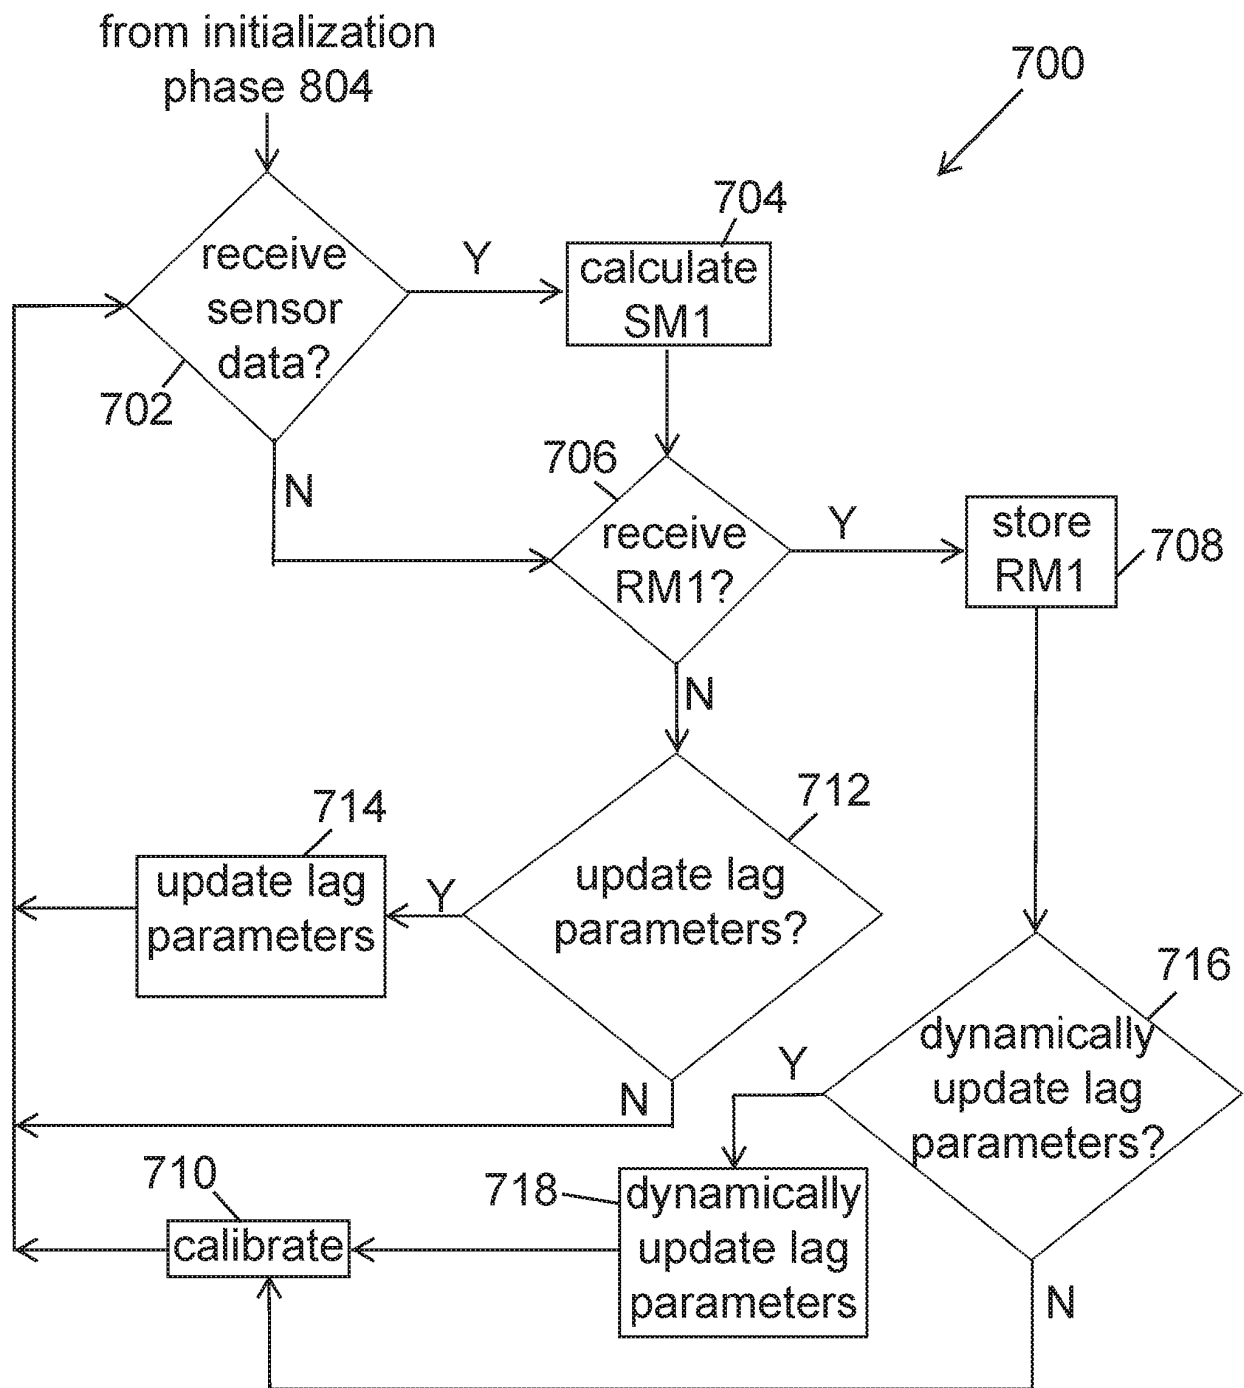 from initialization
phase 804
700
704
receive
sensor
data?
Y
calculate
SM1
702
706
N
receive
RM1?
Y
store
RM1
708
N
714
712
update lag
parameters
Y
update lag
parameters?
716
dynamically
update lag
parameters?
Y
N
710
718
calibrate
dynamically
update lag
parameters
N